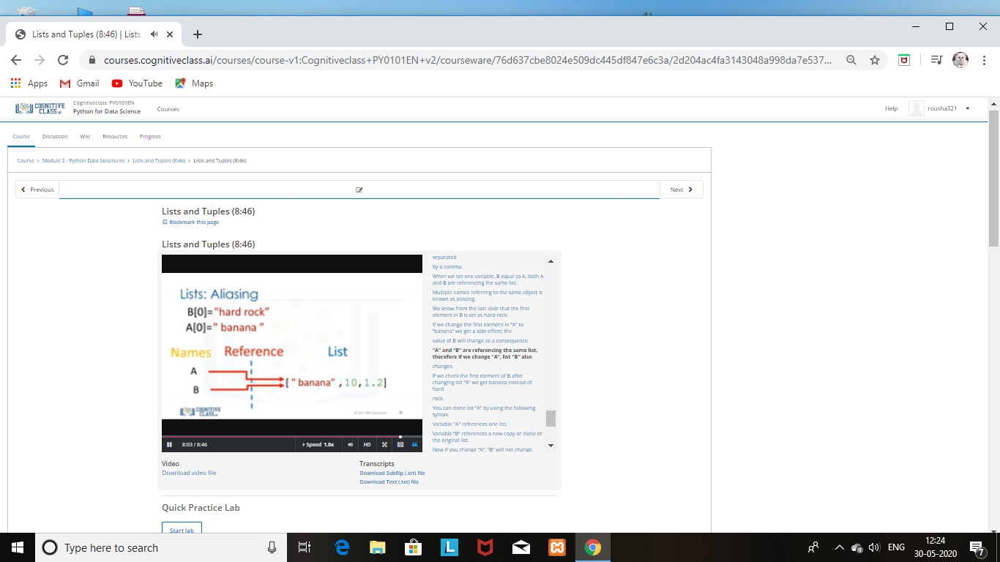 Lists and Tuples (8:46) | Lists
courses.cognitiveclass.ai/courses/course-v1:Cognitiveclass+PY0101EN+v2/courseware/76d637cbe8024e509dc445df847e6c3a/2d204ac4fa3143048a998da7e537...
Apps Gmail YouTube Maps
COGNITIVE
CLASS.ai
Cognitiveclass: PY0101EN
Python for Data Science
Courses
Help rousha321
Course Discussion Wiki Resources Progress
Course > Module 2 - Python Data Structures > Lists and Tuples (8:46) > Lists and Tuples (8:46)
Previous
Next
Lists and Tuples (8:46)
Bookmark this page
Lists and Tuples (8:46)
Lists: Aliasing
B[0]="hard rock"
A[0]=" banana "
Names Reference List
A
B
[ " banana" ,10,1.2]
COGNITIVE
CLASS.ai
8:03 / 8:46
Speed 1.0x
HD
separated
by a comma.
When we set one variable, B equal to A, both A
and B are referencing the same list.
Multiple names referring to the same object is
known as aliasing.
We know from the last slide that the first
element in B is set as hard rock.
If we change the first element in "A" to
"banana" we get a side effect; the
value of B will change as a consequence.
"A" and "B" are referencing the same list,
therefore if we change "A", list "B" also
changes.
If we check the first element of B after
changing list "A" we get banana instead of
hard
rock.
You can clone list "A" by using the following
syntax.
Variable "A" references one list.
Variable "B" references a new copy or clone of
the original list.
Now if you change "A", "B" will not change.
Video
Download video file
Transcripts
Download SubRip (.srt) file
Download Text (.txt) file
Quick Practice Lab
Start lab
Type here to search
ENG
12:24
30-05-2020
7